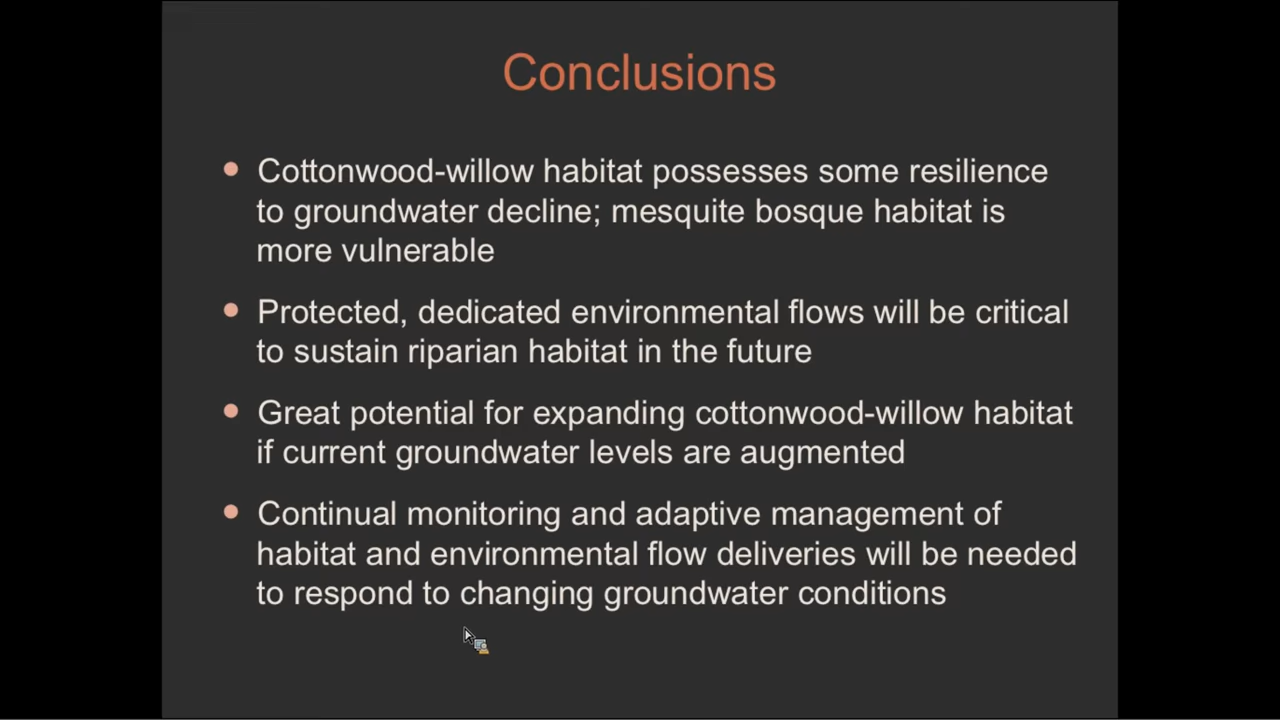 Conclusions
Cottonwood-willow habitat possesses some resilience
to groundwater decline; mesquite bosque habitat is
more vulnerable
Protected, dedicated environmental flows will be critical
to sustain riparian habitat in the future
Great potential for expanding cottonwood-willow habitat
if current groundwater levels are augmented
Continual monitoring and adaptive management of
habitat and environmental flow deliveries will be needed
to respond to changing groundwater conditions